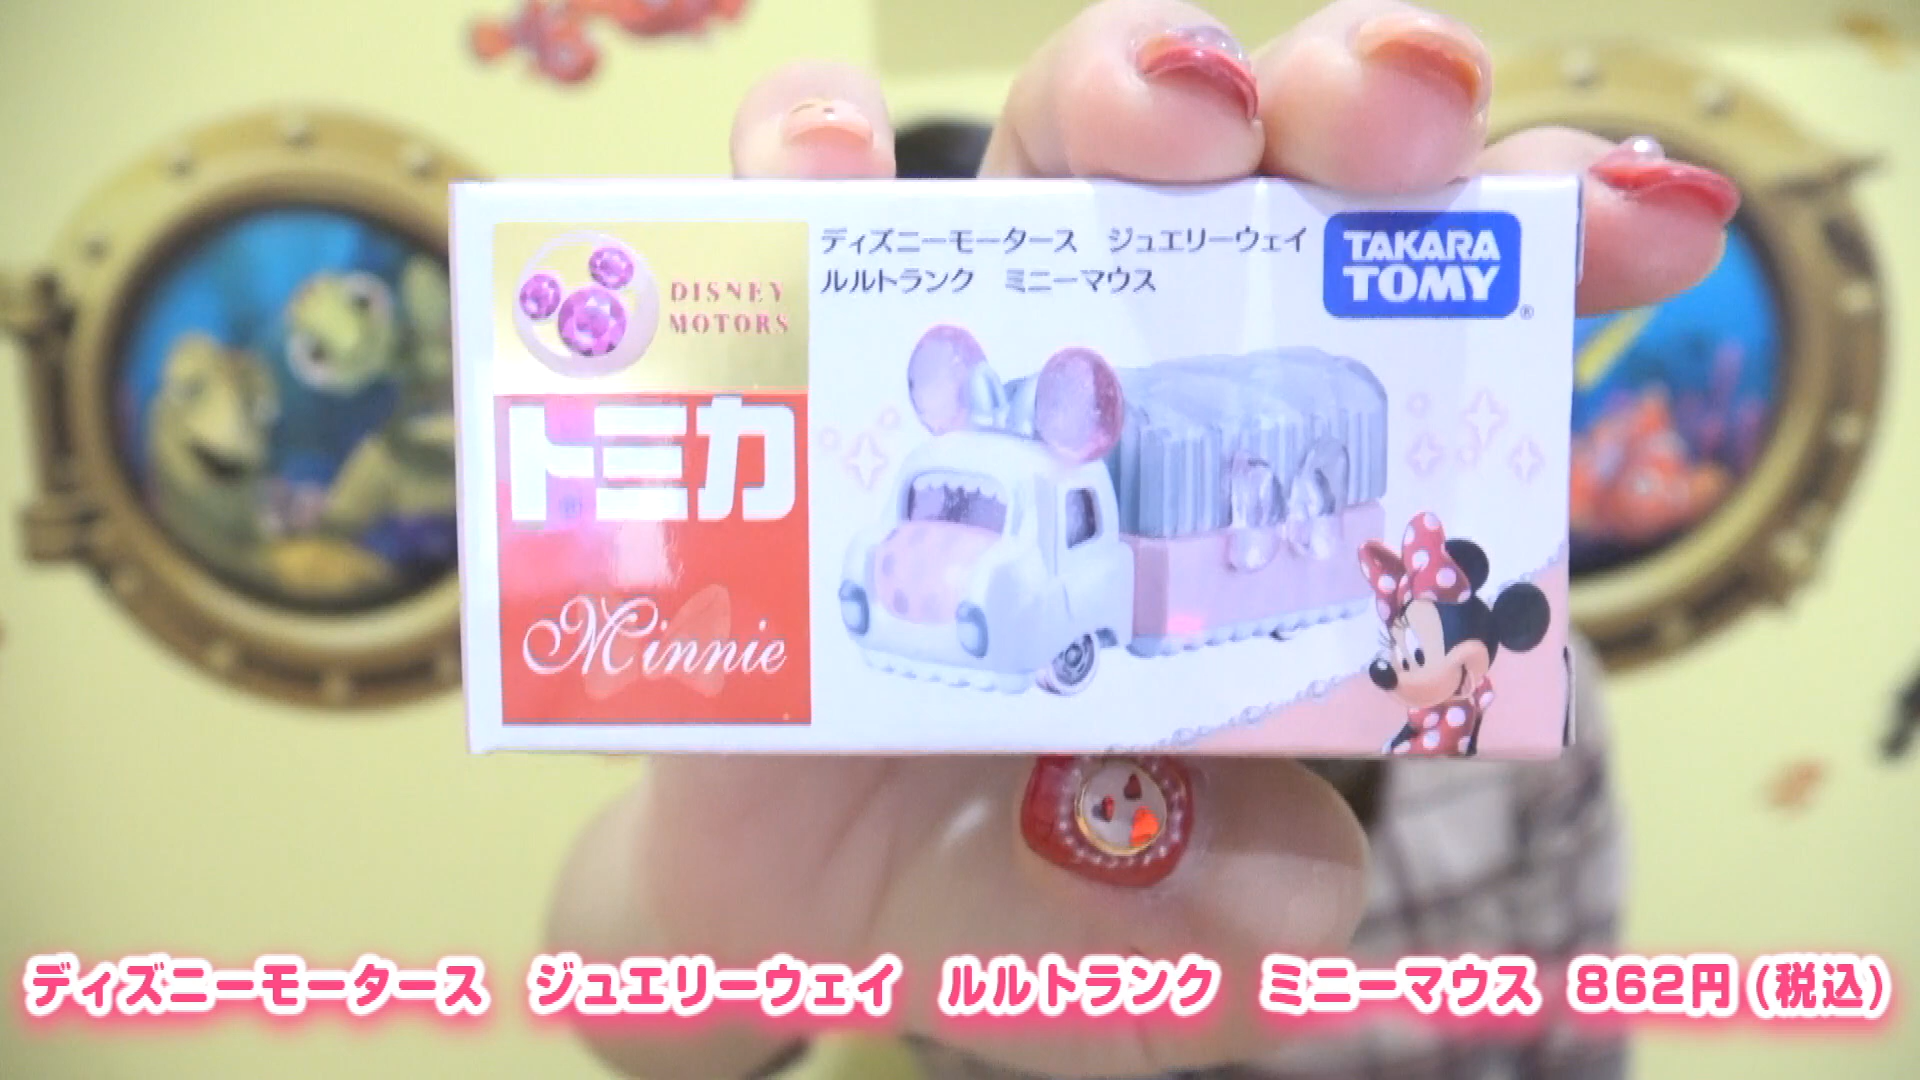 ディズニーモータース ジュエリーウェイ
ルルトランク ミニーマウス
TAKARA
TOMY
®
DISNEY
MOTORS
トミカ
Minnie
ディズニーモータース ジュエリーウェイ ルルトランク ミニーマウス 862円(税込)